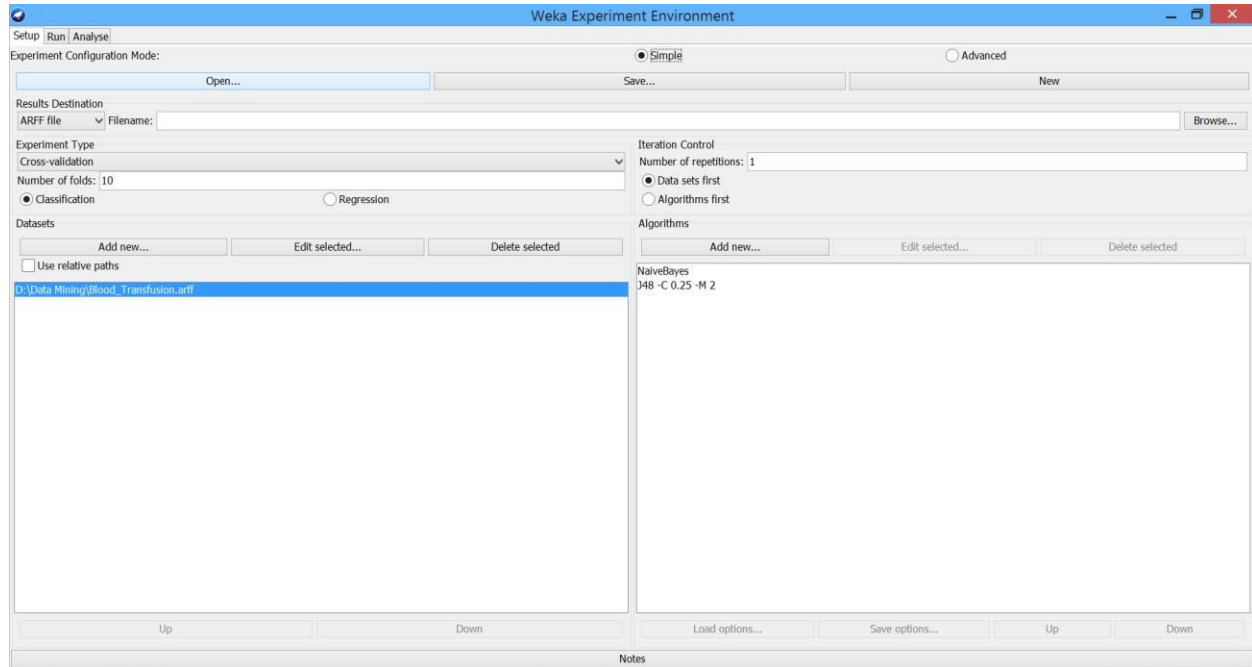 Weka Experiment Environment
Setup Run Analyse
Experiment Configuration Mode: Simple Advanced
Open... Save... New
Results Destination
ARFF file Filename: Browse...
Experiment Type
Cross-validation
Number of folds: 10
Classification Regression
Iteration Control
Number of repetitions: 1
Data sets first
Algorithms first
Datasets
Add new... Edit selected... Delete selected
Use relative paths
D:\Data Mining\Blood_Transfusion.arff
Up Down
Algorithms
Add new... Edit selected... Delete selected
NaiveBayes
J48 -C 0.25 -M 2
Load options... Save options... Up Down
Notes